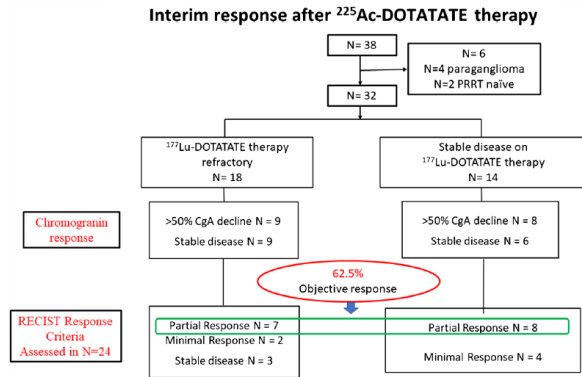 Interim response after ²²⁵Ac-DOTATATE therapy
N= 38
N= 6
N=4 paraganglioma
N=2 PRRT naïve
N= 32
¹⁷⁷Lu-DOTATATE therapy
refractory
N= 18
Stable disease on
¹⁷⁷Lu-DOTATATE therapy
N= 14
Chromogranin
response
>50% CgA decline N = 9
Stable disease N = 9
>50% CgA decline N = 8
Stable disease N = 6
62.5%
Objective response
RECIST Response
Criteria
Assessed in N=24
Partial Response N = 7
Minimal Response N = 2
Stable disease N = 3
Partial Response N = 8
Minimal Response N = 4